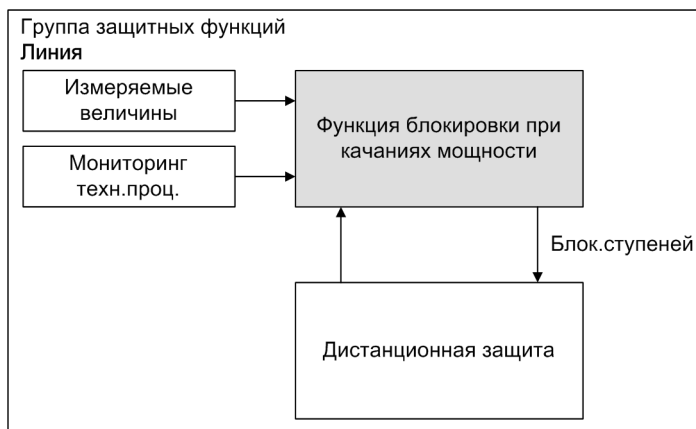 Группа защитных функций
Линия
Измеряемые
величины
Функция блокировки при
качаниях мощности
Мониторинг
техн.проц.
Блок.ступеней
Дистанционная защита